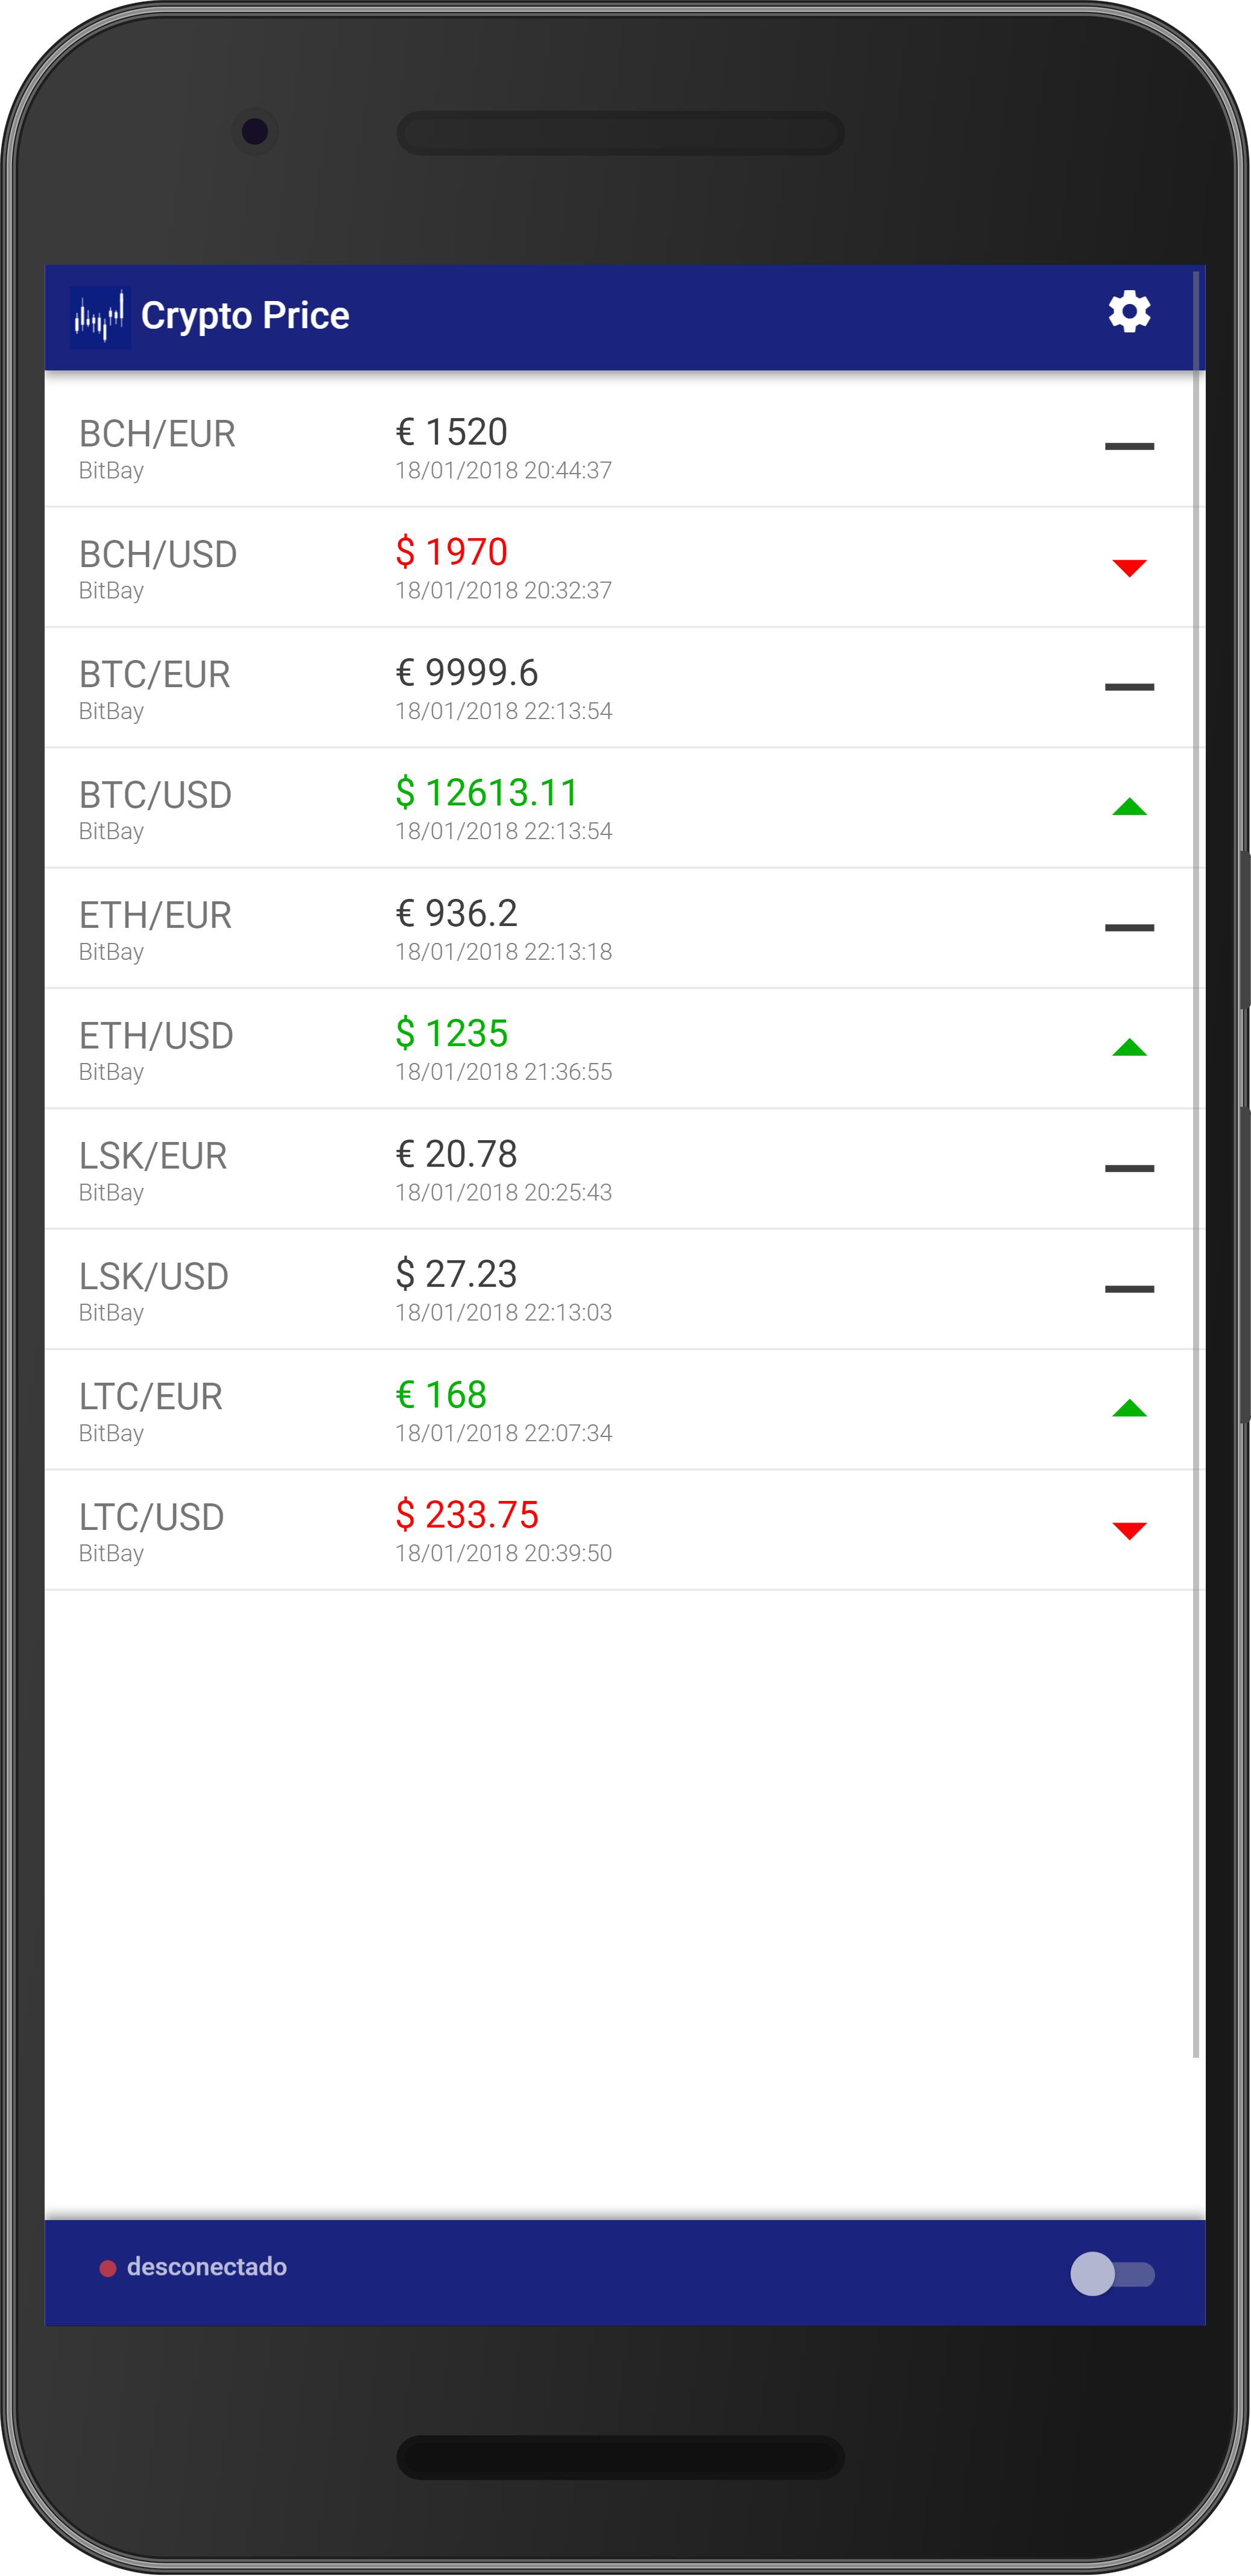 Crypto Price
BCH/EUR € 1520
BitBay 18/01/2018 20:44:37
BCH/USD $ 1970
BitBay 18/01/2018 20:32:37
BTC/EUR € 9999.6
BitBay 18/01/2018 22:13:54
BTC/USD $ 12613.11
BitBay 18/01/2018 22:13:54
ETH/EUR € 936.2
BitBay 18/01/2018 22:13:18
ETH/USD $ 1235
BitBay 18/01/2018 21:36:55
LSK/EUR € 20.78
BitBay 18/01/2018 20:25:43
LSK/USD $ 27.23
BitBay 18/01/2018 22:13:03
LTC/EUR € 168
BitBay 18/01/2018 22:07:34
LTC/USD $ 233.75
BitBay 18/01/2018 20:39:50
desconectado